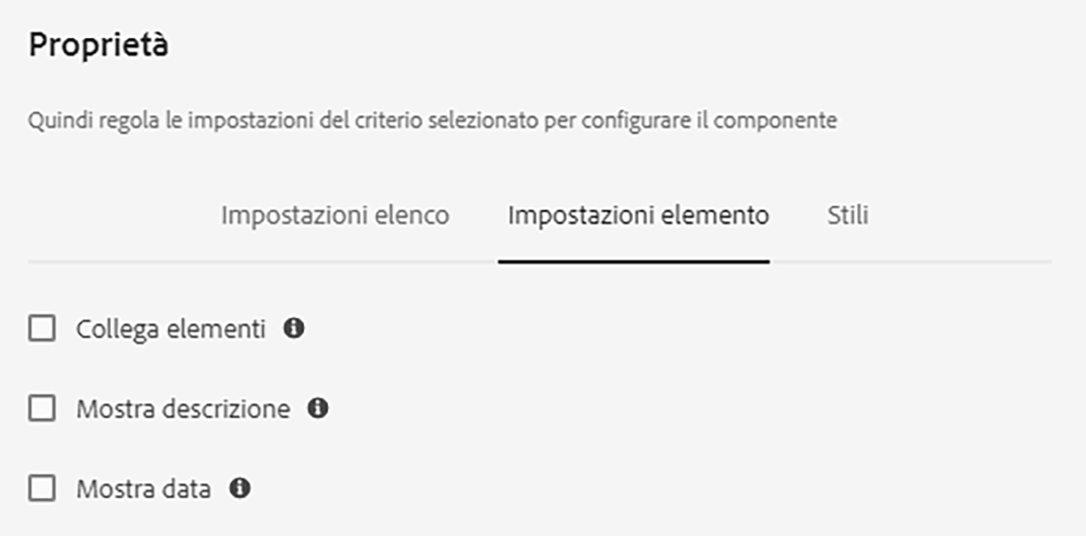 Proprietà
Quindi regola le impostazioni del criterio selezionato per configurare il componente
Impostazioni elenco Impostazioni elemento Stili
Collega elementi
Mostra descrizione
Mostra data